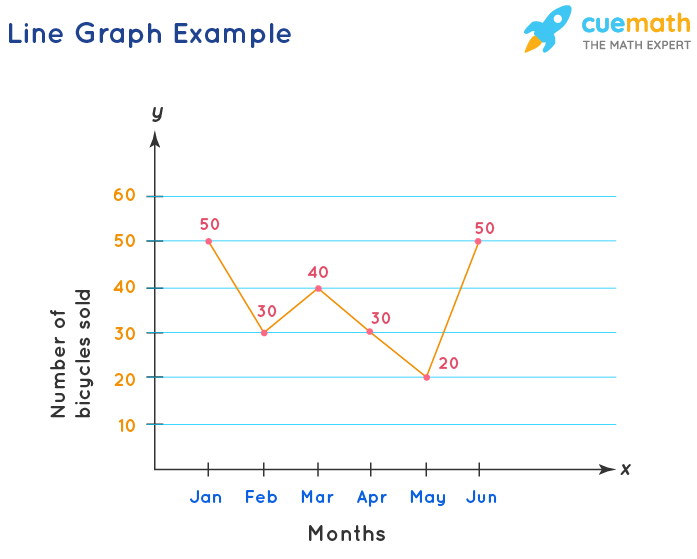 Line Graph Example
cuemath
THE MATH EXPERT
y
60
50
40
30
20
10
Number of
bicycles sold
50
30
40
30
20
50
x
Jan Feb Mar Apr May Jun
Months